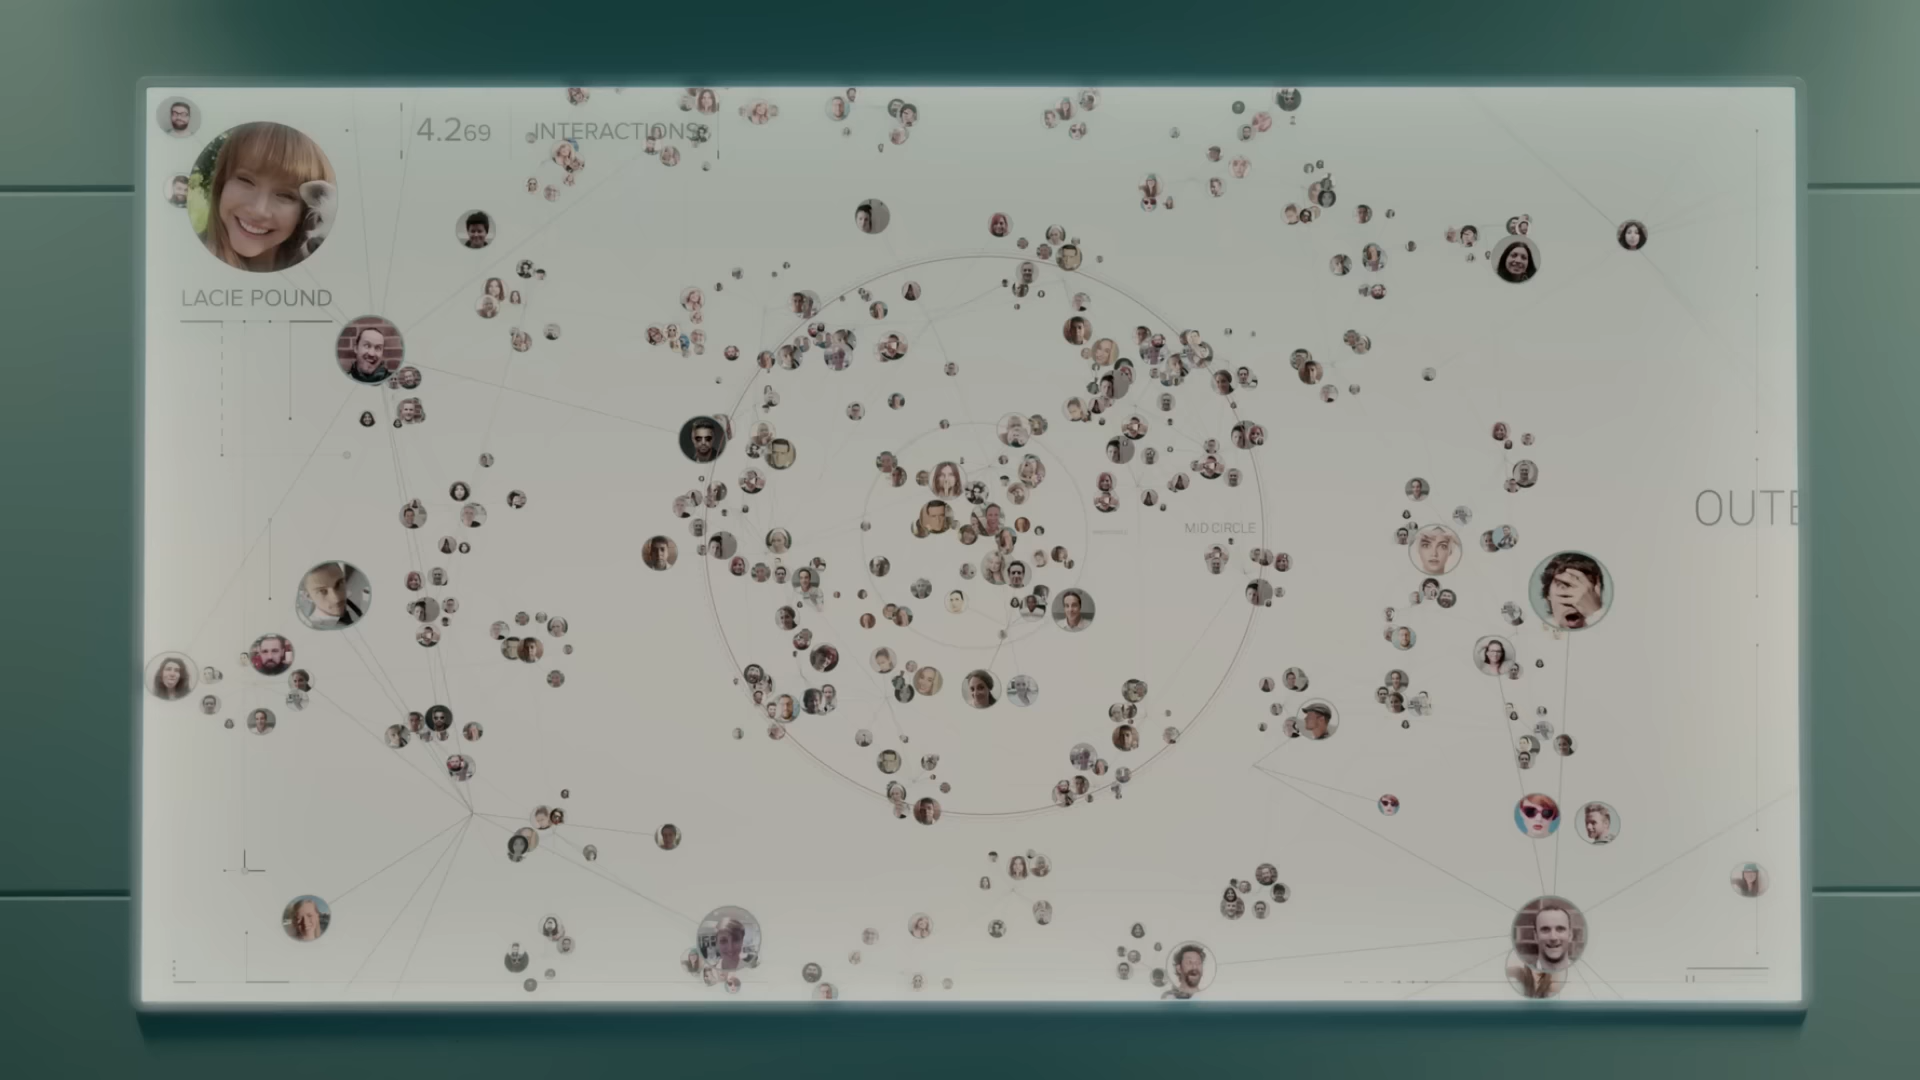 4.269
INTERACTIONS
LACIE POUND
OUTE
MID CIRCLE